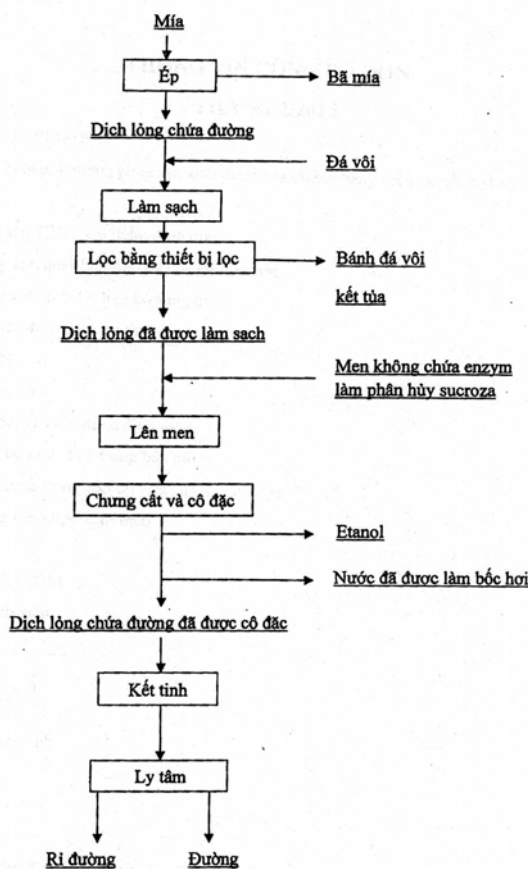 Mía
Ép
Bã mía
Dịch lỏng chứa đường
Đá vôi
Làm sạch
Lọc bằng thiết bị lọc
Bánh đá vôi
kết tủa
Dịch lỏng đã được làm sạch
Men không chứa enzym
làm phân hủy sucroza
Lên men
Chưng cất và cô đặc
Etanol
Nước đã được làm bốc hơi
Dịch lỏng chứa đường đã được cô đặc
Kết tinh
Ly tâm
Rỉ đường
Đường